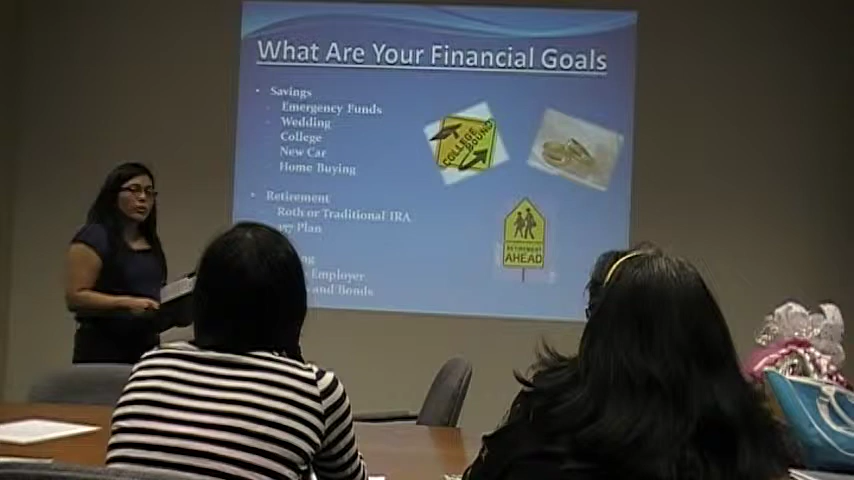 What Are Your Financial Goals
• Savings
Emergency Funds
Wedding
College
New Car
Home Buying
COLLEGE
BOUND
• Retirement
Roth or Traditional IRA
457 Plan
RETIREMENT
AHEAD
Employer
and Bonds